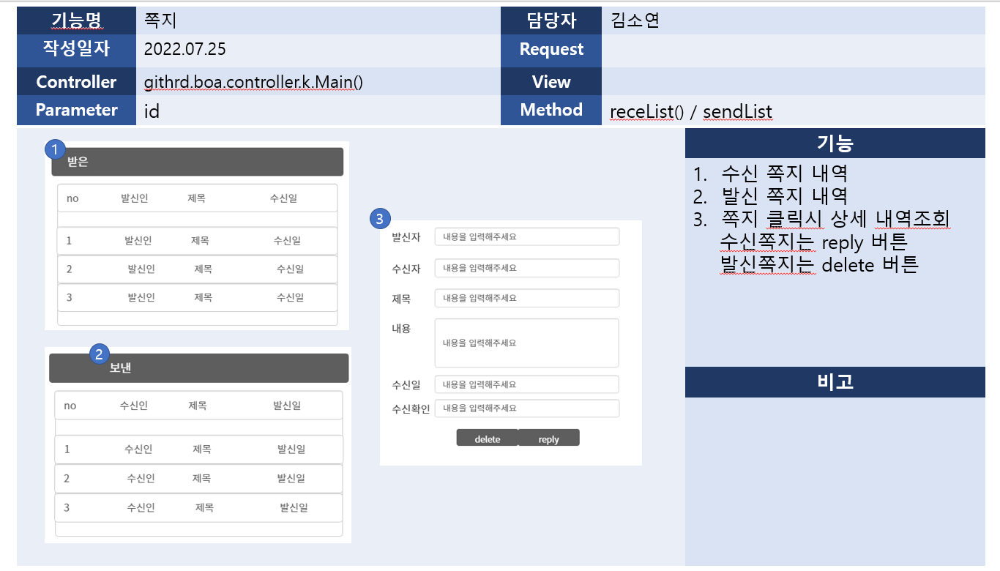 기능명 쪽지 담당자 김소연
작성일자 2022.07.25 Request
Controller githrd.boa.controller.k.Main() View
Parameter id Method receList() / sendList
1 받은
no 발신인 제목 수신일
1 발신인 제목 수신일
2 발신인 제목 수신일
3 발신인 제목 수신일
2 보낸
no 수신인 제목 발신일
1 수신인 제목 발신일
2 수신인 제목 발신일
3 수신인 제목 발신일
3
발신자 내용을 입력해주세요
수신자 내용을 입력해주세요
제목 내용을 입력해주세요
내용 내용을 입력해주세요
수신일 내용을 입력해주세요
수신확인 내용을 입력해주세요
delete reply
기능
1. 수신 쪽지 내역
2. 발신 쪽지 내역
3. 쪽지 클릭시 상세 내역조회
수신쪽지는 reply 버튼
발신쪽지는 delete 버튼
비고